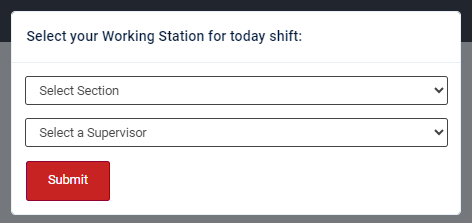 Select your Working Station for today shift:
Select Section
Select a Supervisor
Submit